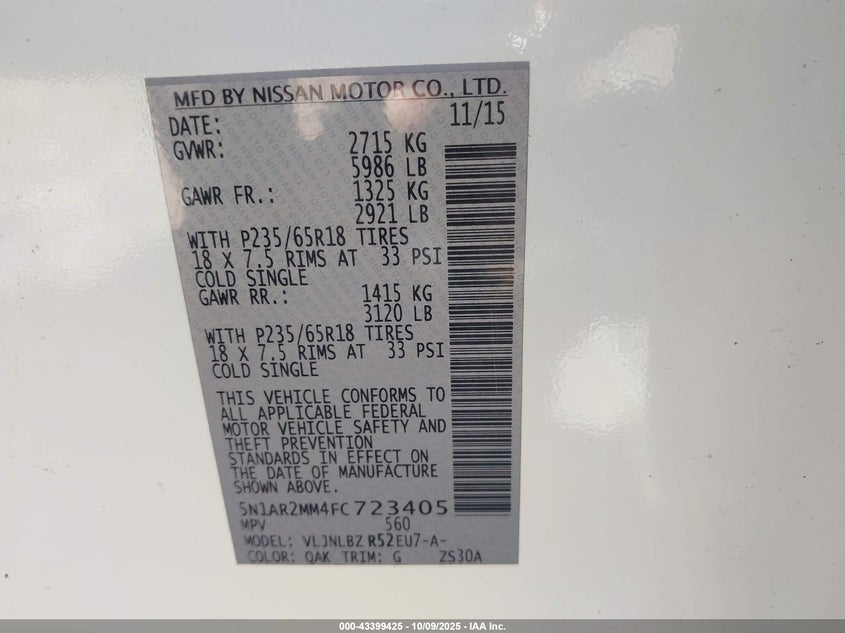 MFD BY NISSAN MOTOR CO., LTD.
DATE: 11/15
GVWR: 2715 KG
5986 LB
GAWR FR.: 1325 KG
2921 LB
WITH P235/65R18 TIRES
18 X 7.5 RIMS AT 33 PSI
COLD SINGLE
GAWR RR.: 1415 KG
3120 LB
WITH P235/65R18 TIRES
18 X 7.5 RIMS AT 33 PSI
COLD SINGLE
THIS VEHICLE CONFORMS TO
ALL APPLICABLE FEDERAL
MOTOR VEHICLE SAFETY AND
THEFT PREVENTION
STANDARDS IN EFFECT ON
THE DATE OF MANUFACTURE
SHOWN ABOVE.
5N1AR2MM4FC723405
MPV 560
MODEL: VLJNLBZ R52EU7-A-
COLOR: QAK TRIM: G ZS30A
000-43399425 - 10/09/2025 - IAA Inc.